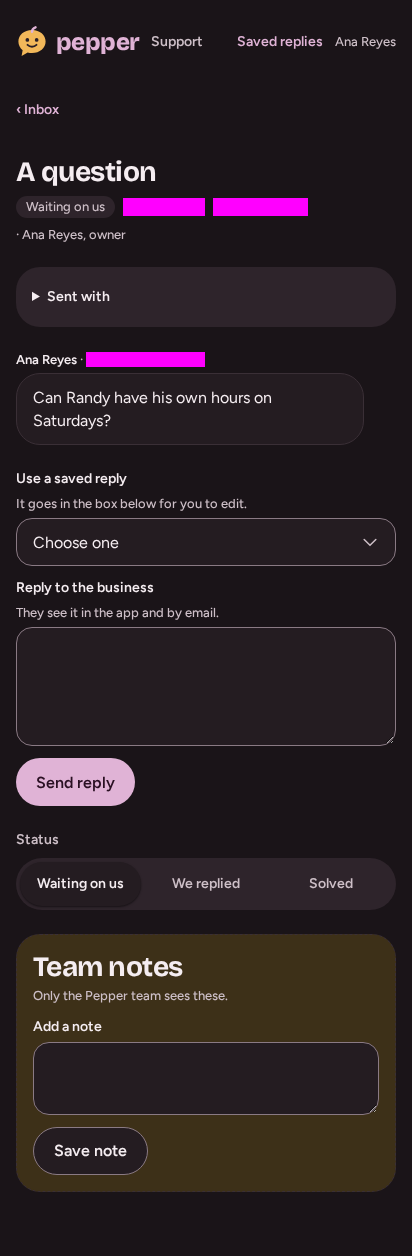 pepper Support Saved replies Ana Reyes
‹ Inbox
A question
Waiting on us
· Ana Reyes, owner
Sent with
Ana Reyes ·
Can Randy have his own hours on
Saturdays?
Use a saved reply
It goes in the box below for you to edit.
Choose one
Reply to the business
They see it in the app and by email.
Send reply
Status
Waiting on us We replied Solved
Team notes
Only the Pepper team sees these.
Add a note
Save note